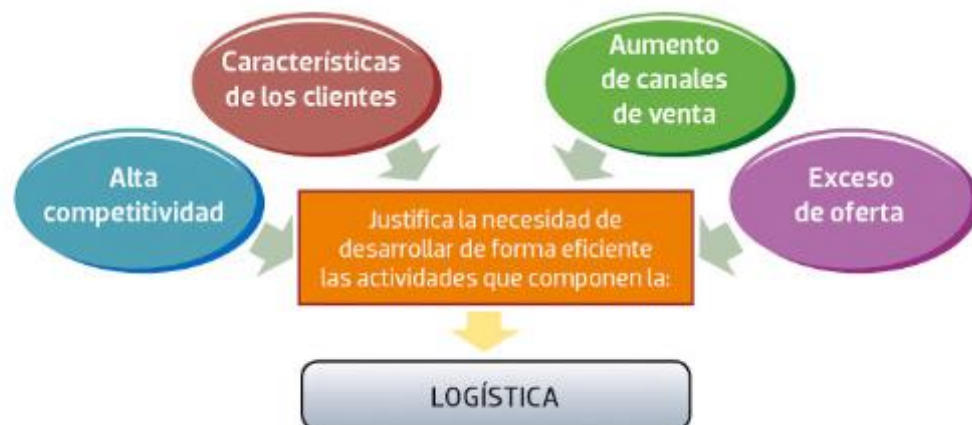 Características
de los clientes
Aumento
de canales
de venta
Alta
competitividad
Exceso
de oferta
Justifica la necesidad de
desarrollar de forma eficiente
las actividades que componen la:
LOGÍSTICA